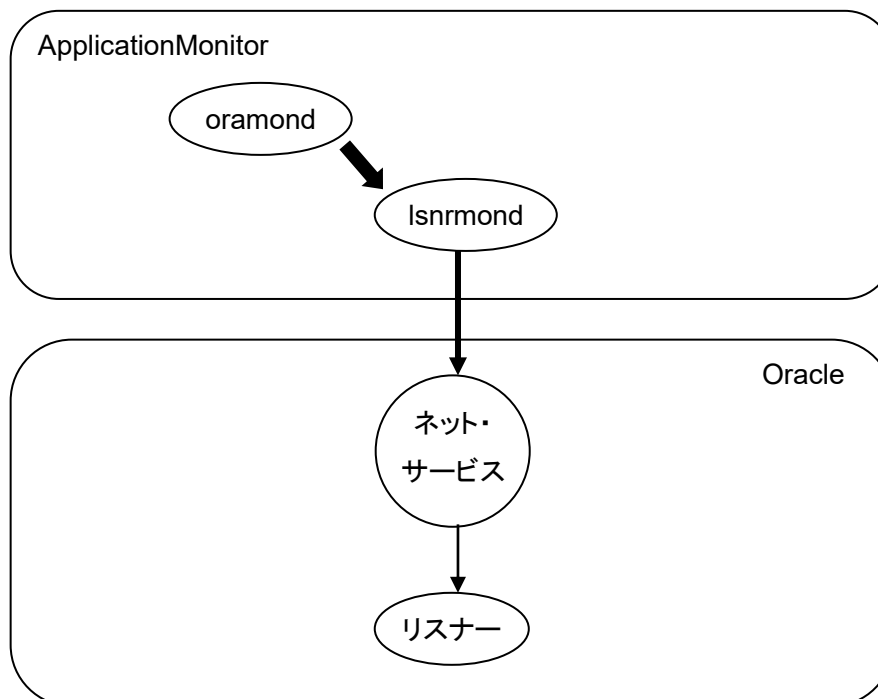 ApplicationMonitor
oramond
lsnrmond
Oracle
ネット・
サービス
リスナー